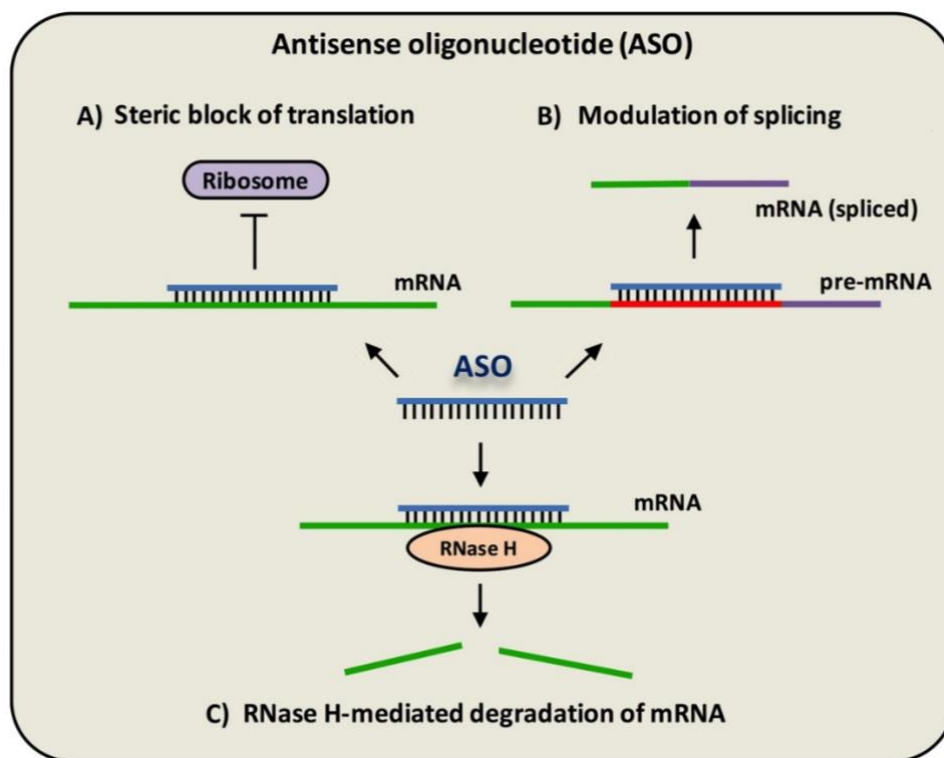 Antisense oligonucleotide (ASO)
A) Steric block of translation
Ribosome
mRNA
B) Modulation of splicing
mRNA (spliced)
pre-mRNA
ASO
mRNA
RNase H
C) RNase H-mediated degradation of mRNA